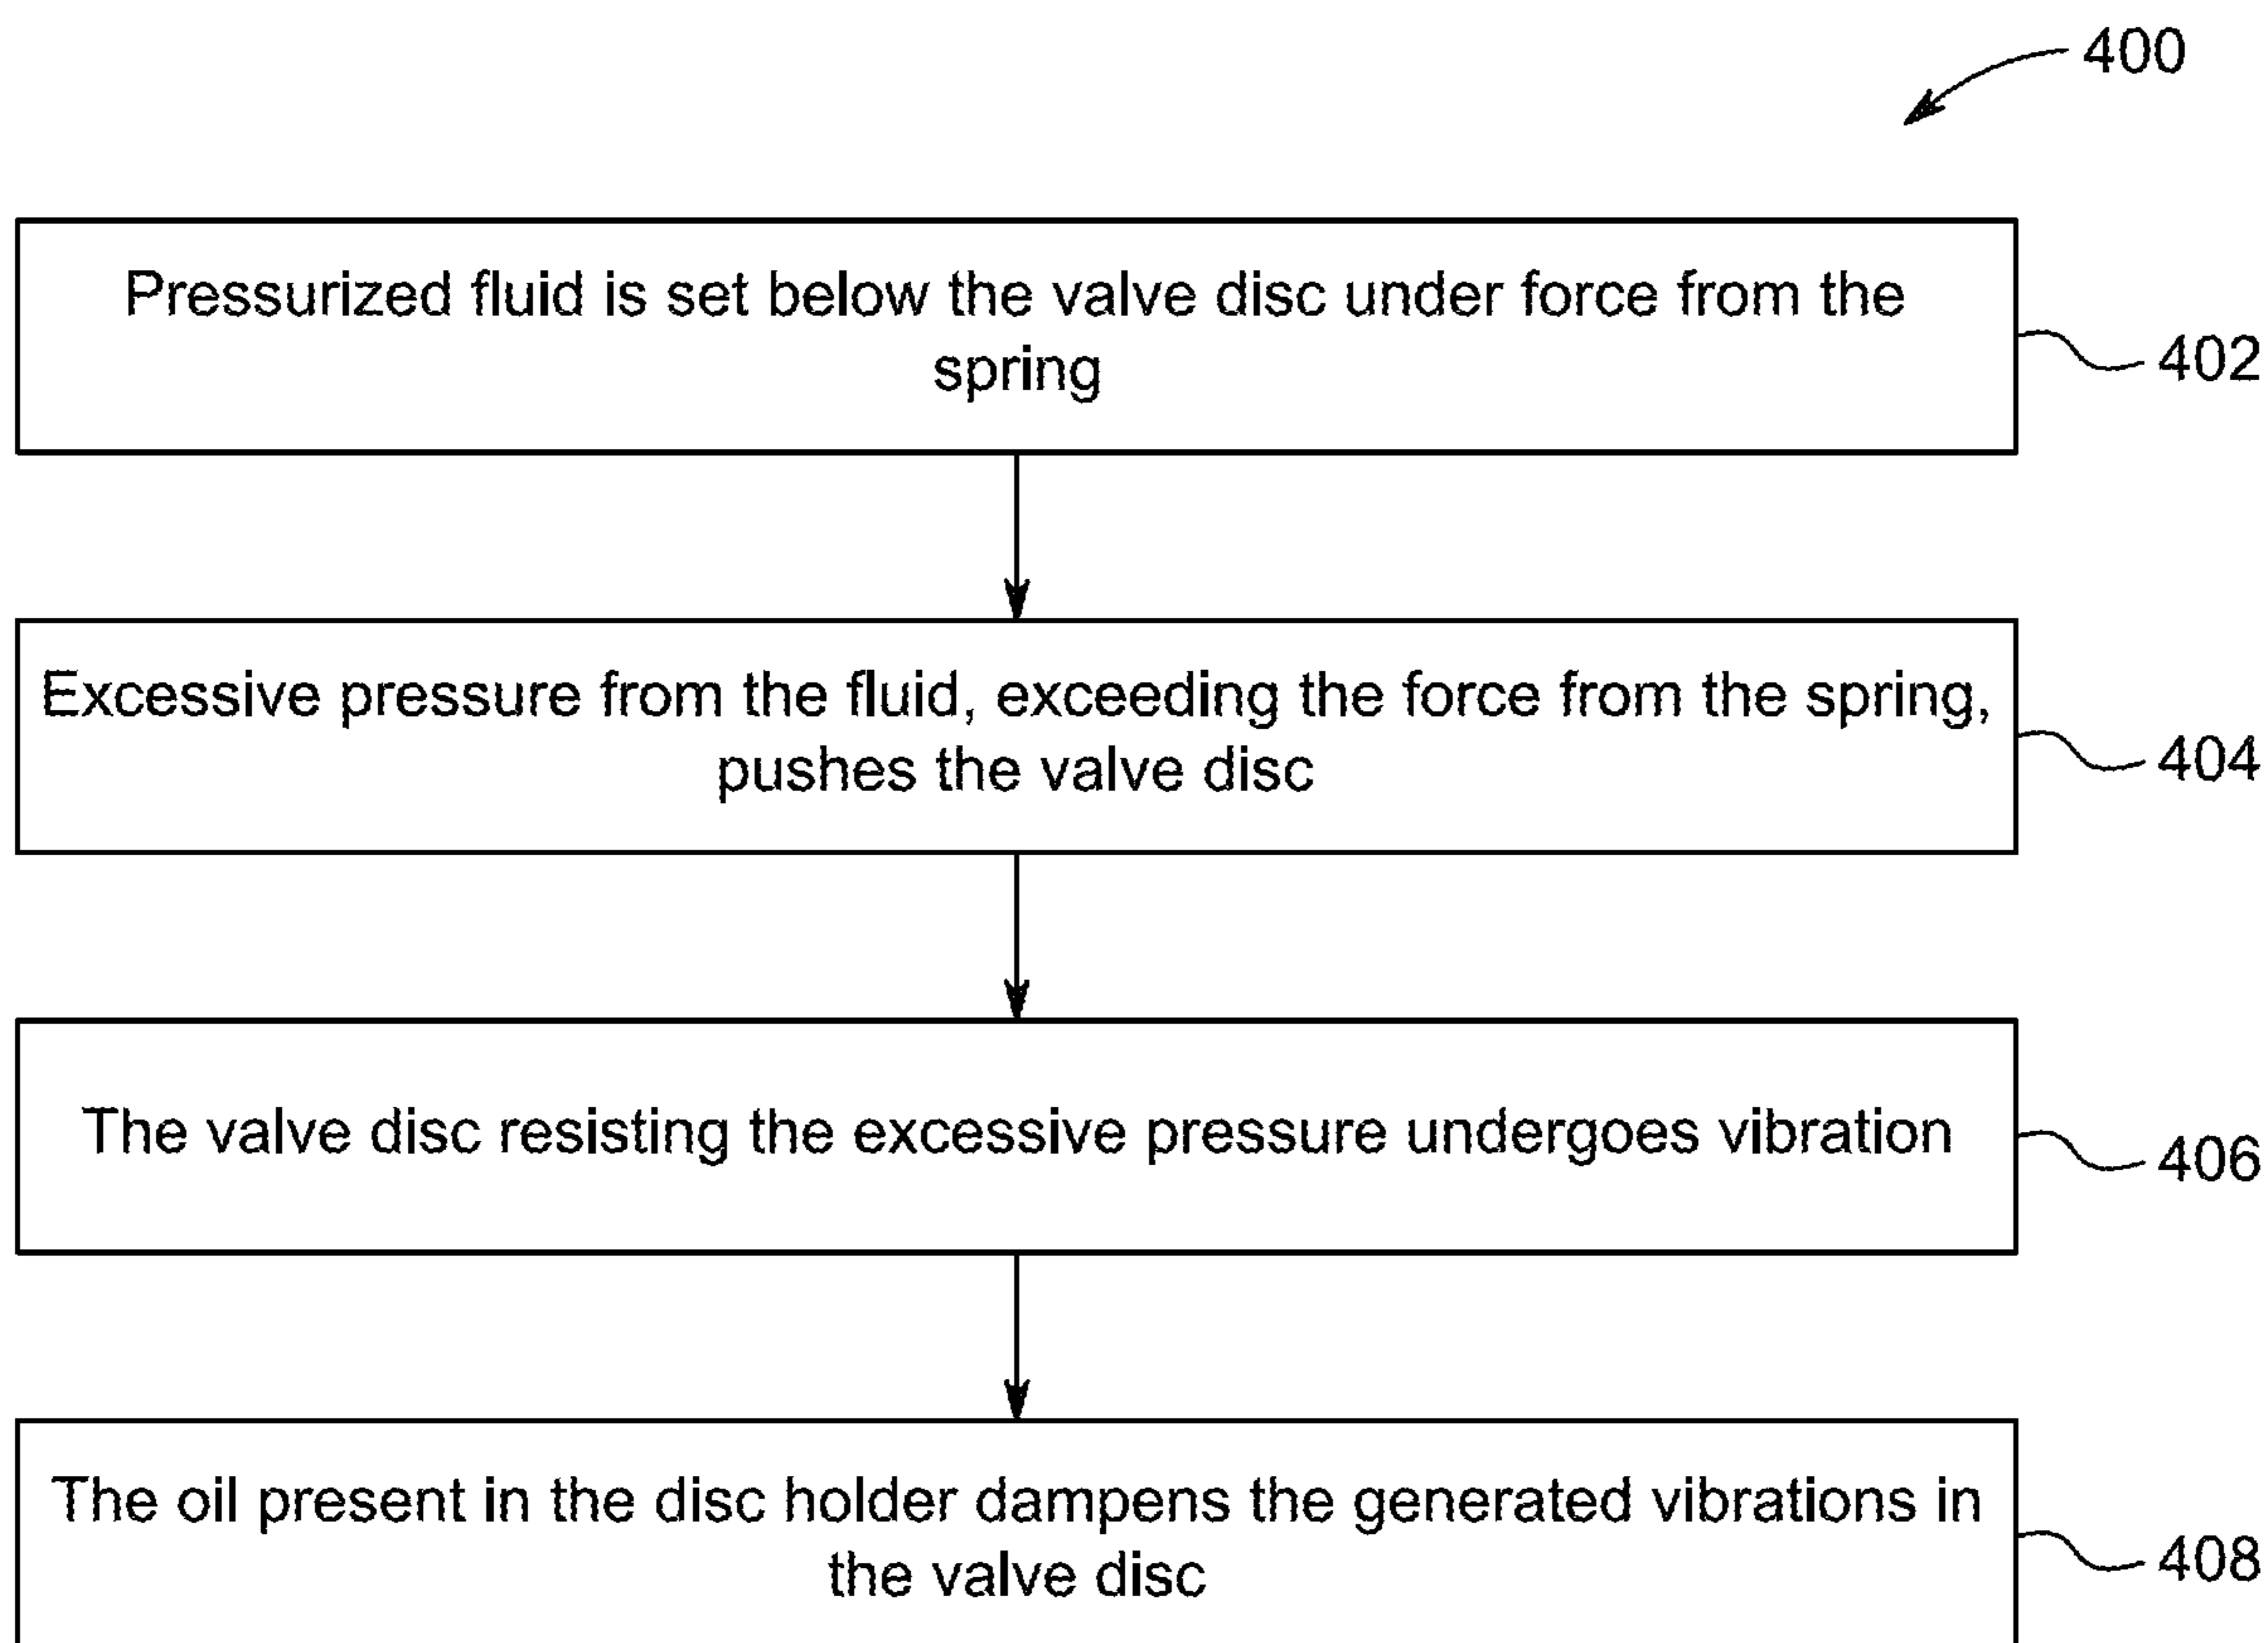 400
Pressurized fluid is set below the valve disc under force from the
spring
402
Excessive pressure from the fluid, exceeding the force from the spring,
pushes the valve disc
404
The valve disc resisting the excessive pressure undergoes vibration
406
The oil present in the disc holder dampens the generated vibrations in
the valve disc
408